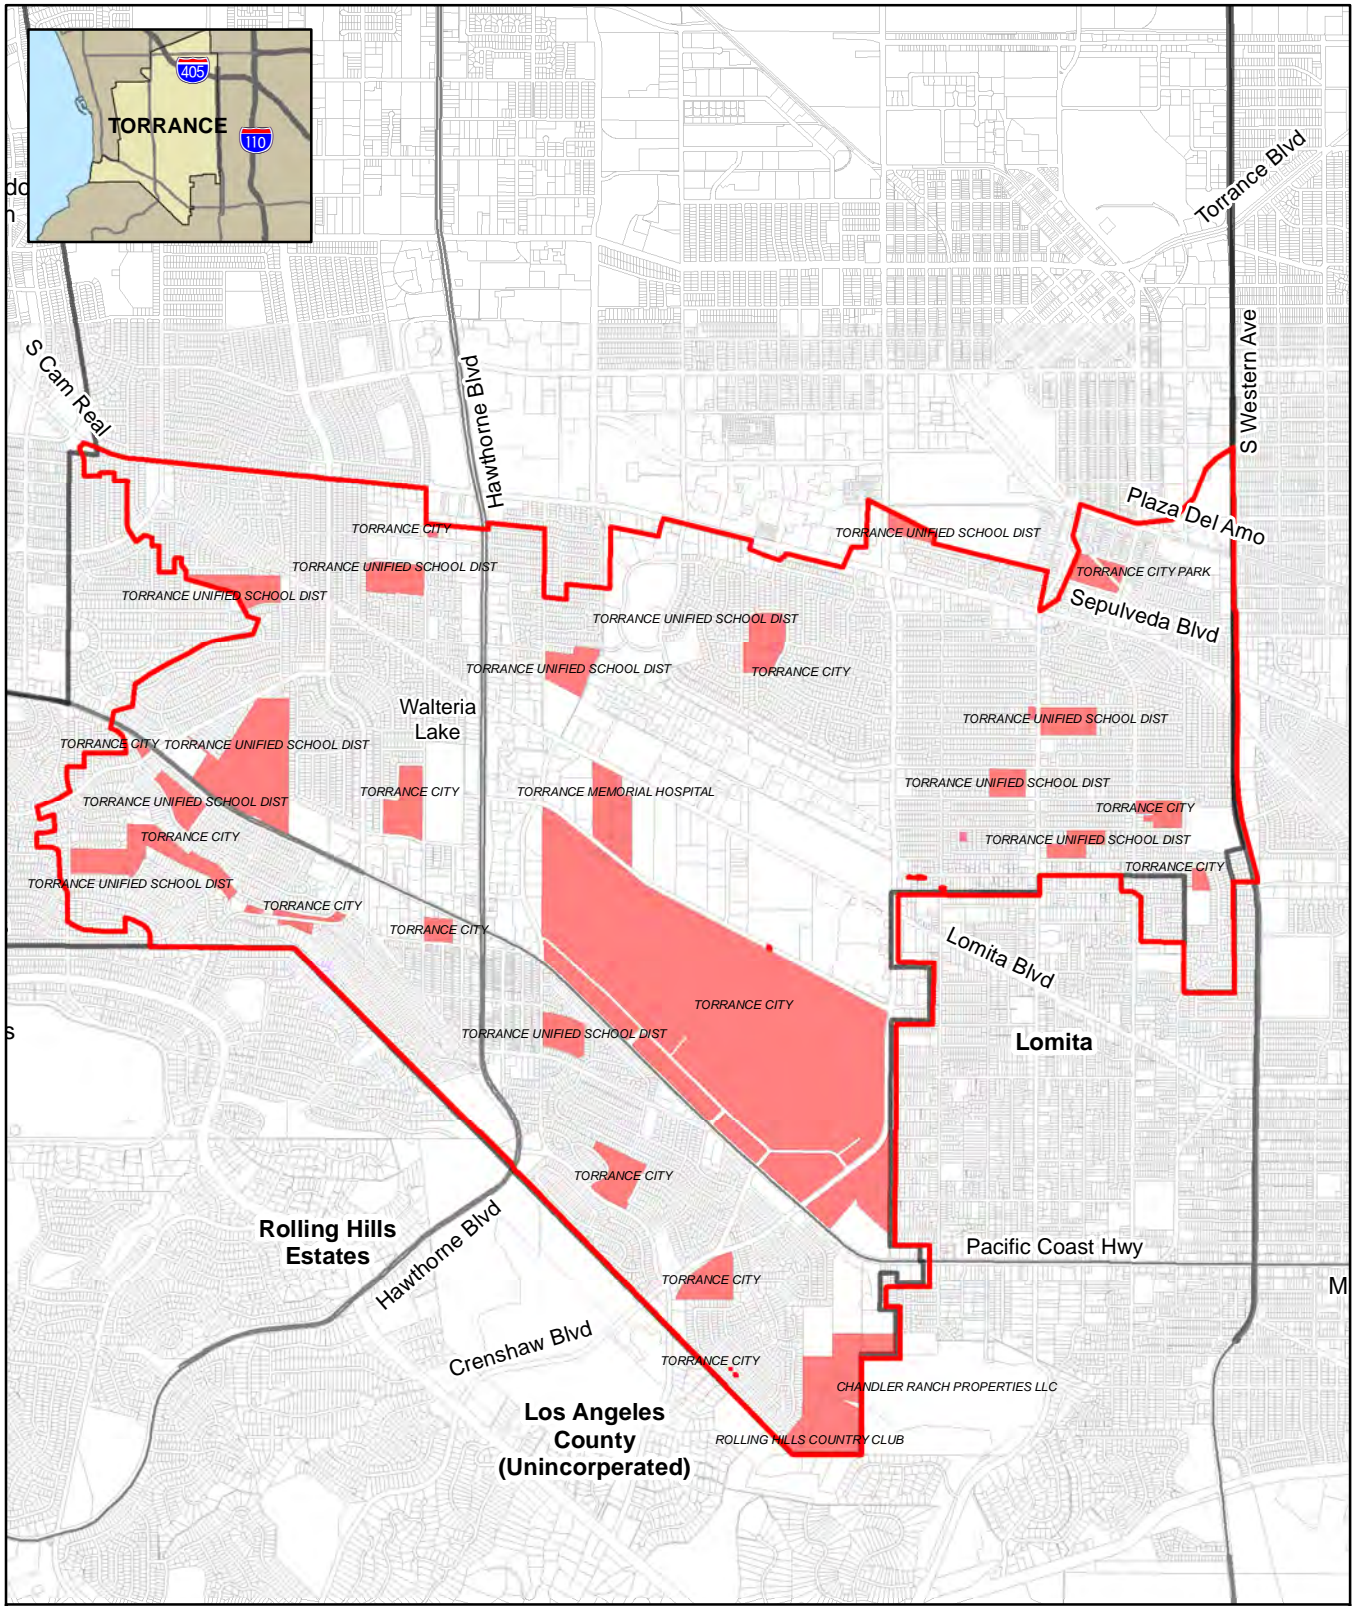 405
TORRANCE
110
do
n
Torrance Blvd
S Cam Real
Hawthorne Blvd
S Western Ave
Plaza Del Amo
TORRANCE CITY
TORRANCE UNIFIED SCHOOL DIST
TORRANCE UNIFIED SCHOOL DIST
TORRANCE CITY PARK
TORRANCE UNIFIED SCHOOL DIST
Sepulveda Blvd
TORRANCE UNIFIED SCHOOL DIST
TORRANCE UNIFIED SCHOOL DIST
TORRANCE CITY
Walteria
Lake
TORRANCE UNIFIED SCHOOL DIST
TORRANCE CITY
TORRANCE UNIFIED SCHOOL DIST
TORRANCE UNIFIED SCHOOL DIST
TORRANCE CITY
TORRANCE MEMORIAL HOSPITAL
TORRANCE UNIFIED SCHOOL DIST
TORRANCE CITY
TORRANCE CITY
TORRANCE UNIFIED SCHOOL DIST
TORRANCE CITY
TORRANCE UNIFIED SCHOOL DIST
TORRANCE CITY
TORRANCE CITY
Lomita Blvd
TORRANCE CITY
s
TORRANCE UNIFIED SCHOOL DIST
Lomita
TORRANCE CITY
Rolling Hills
Estates
Hawthorne Blvd
Pacific Coast Hwy
TORRANCE CITY
M
Crenshaw Blvd
TORRANCE CITY
CHANDLER RANCH PROPERTIES LLC
Los Angeles
County
(Unincorperated)
ROLLING HILLS COUNTRY CLUB